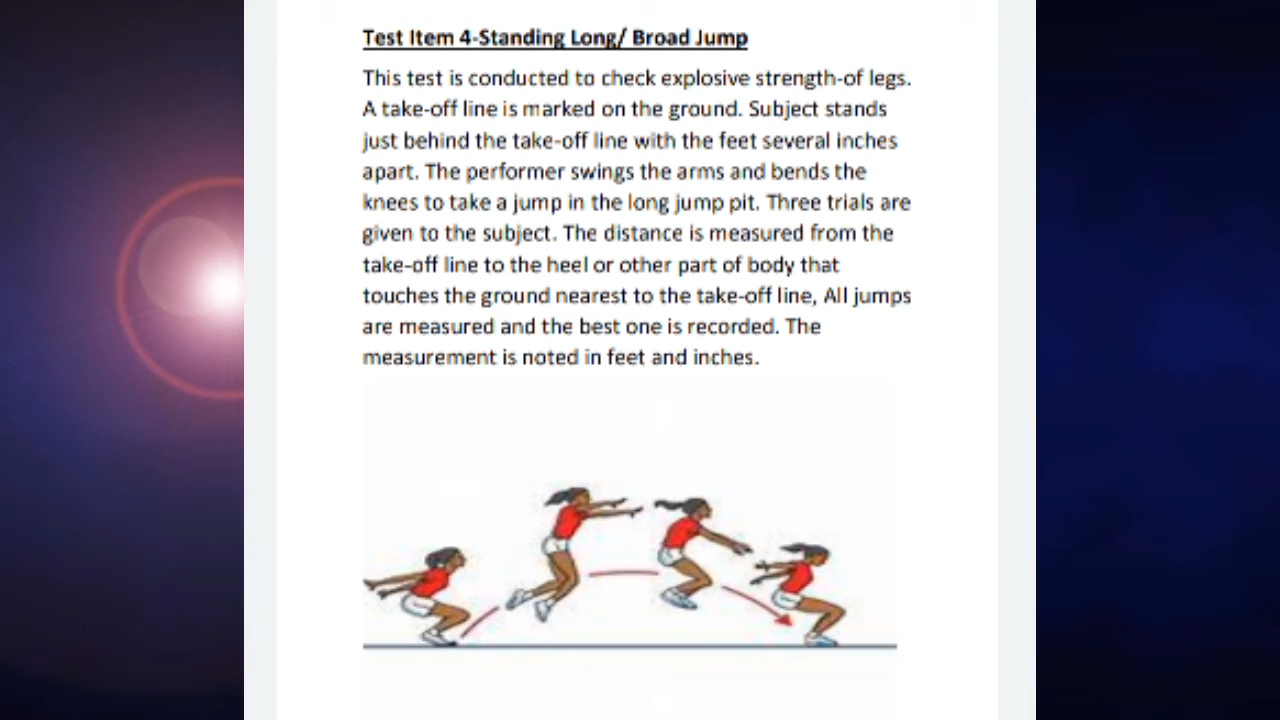 Test Item 4-Standing Long/ Broad Jump
This test is conducted to check explosive strength-of legs.
A take-off line is marked on the ground. Subject stands
just behind the take-off line with the feet several inches
apart. The performer swings the arms and bends the
knees to take a jump in the long jump pit. Three trials are
given to the subject. The distance is measured from the
take-off line to the heel or other part of body that
touches the ground nearest to the take-off line, All jumps
are measured and the best one is recorded. The
measurement is noted in feet and inches.